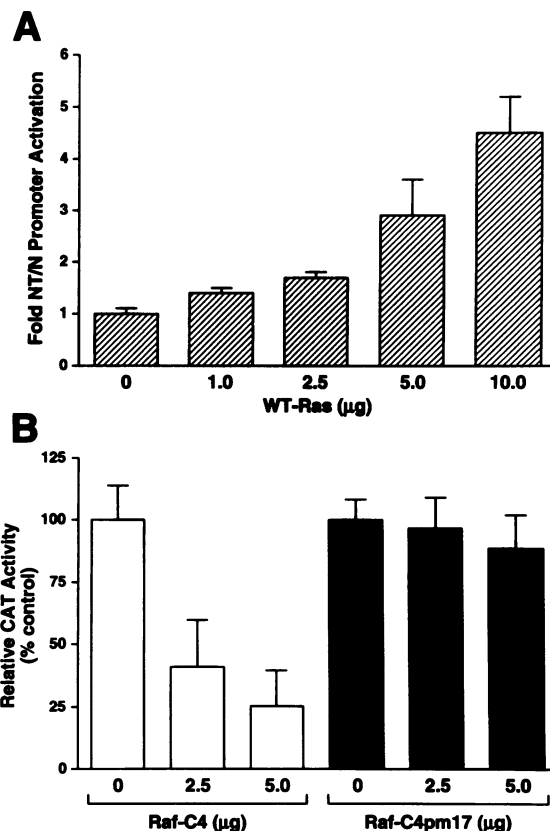 A
Fold NT/N Promoter Activation
6
5
4
3
2
1
0
0 1.0 2.5 5.0 10.0
WT-Ras (µg)
B
Relative CAT Activity
(% control)
125
100
75
50
25
0
0 2.5 5.0 0 2.5 5.0
Raf-C4 (µg) Raf-C4pm17 (µg)